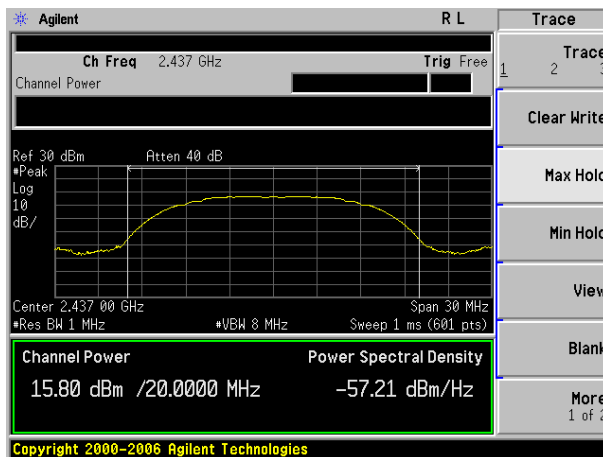 Agilent
R L
Trace
Ch Freq 2.437 GHz
Trig Free
Channel Power
Trace
1 2 3
Clear Write
Max Hold
Min Hold
View
Blank
More
1 of 2
Ref 30 dBm Atten 40 dB
#Peak
Log
10
dB/
Center 2.437 00 GHz
Span 30 MHz
#Res BW 1 MHz
#VBW 8 MHz
Sweep 1 ms (601 pts)
Channel Power
Power Spectral Density
15.80 dBm /20.0000 MHz
-57.21 dBm/Hz
Copyright 2000-2006 Agilent Technologies